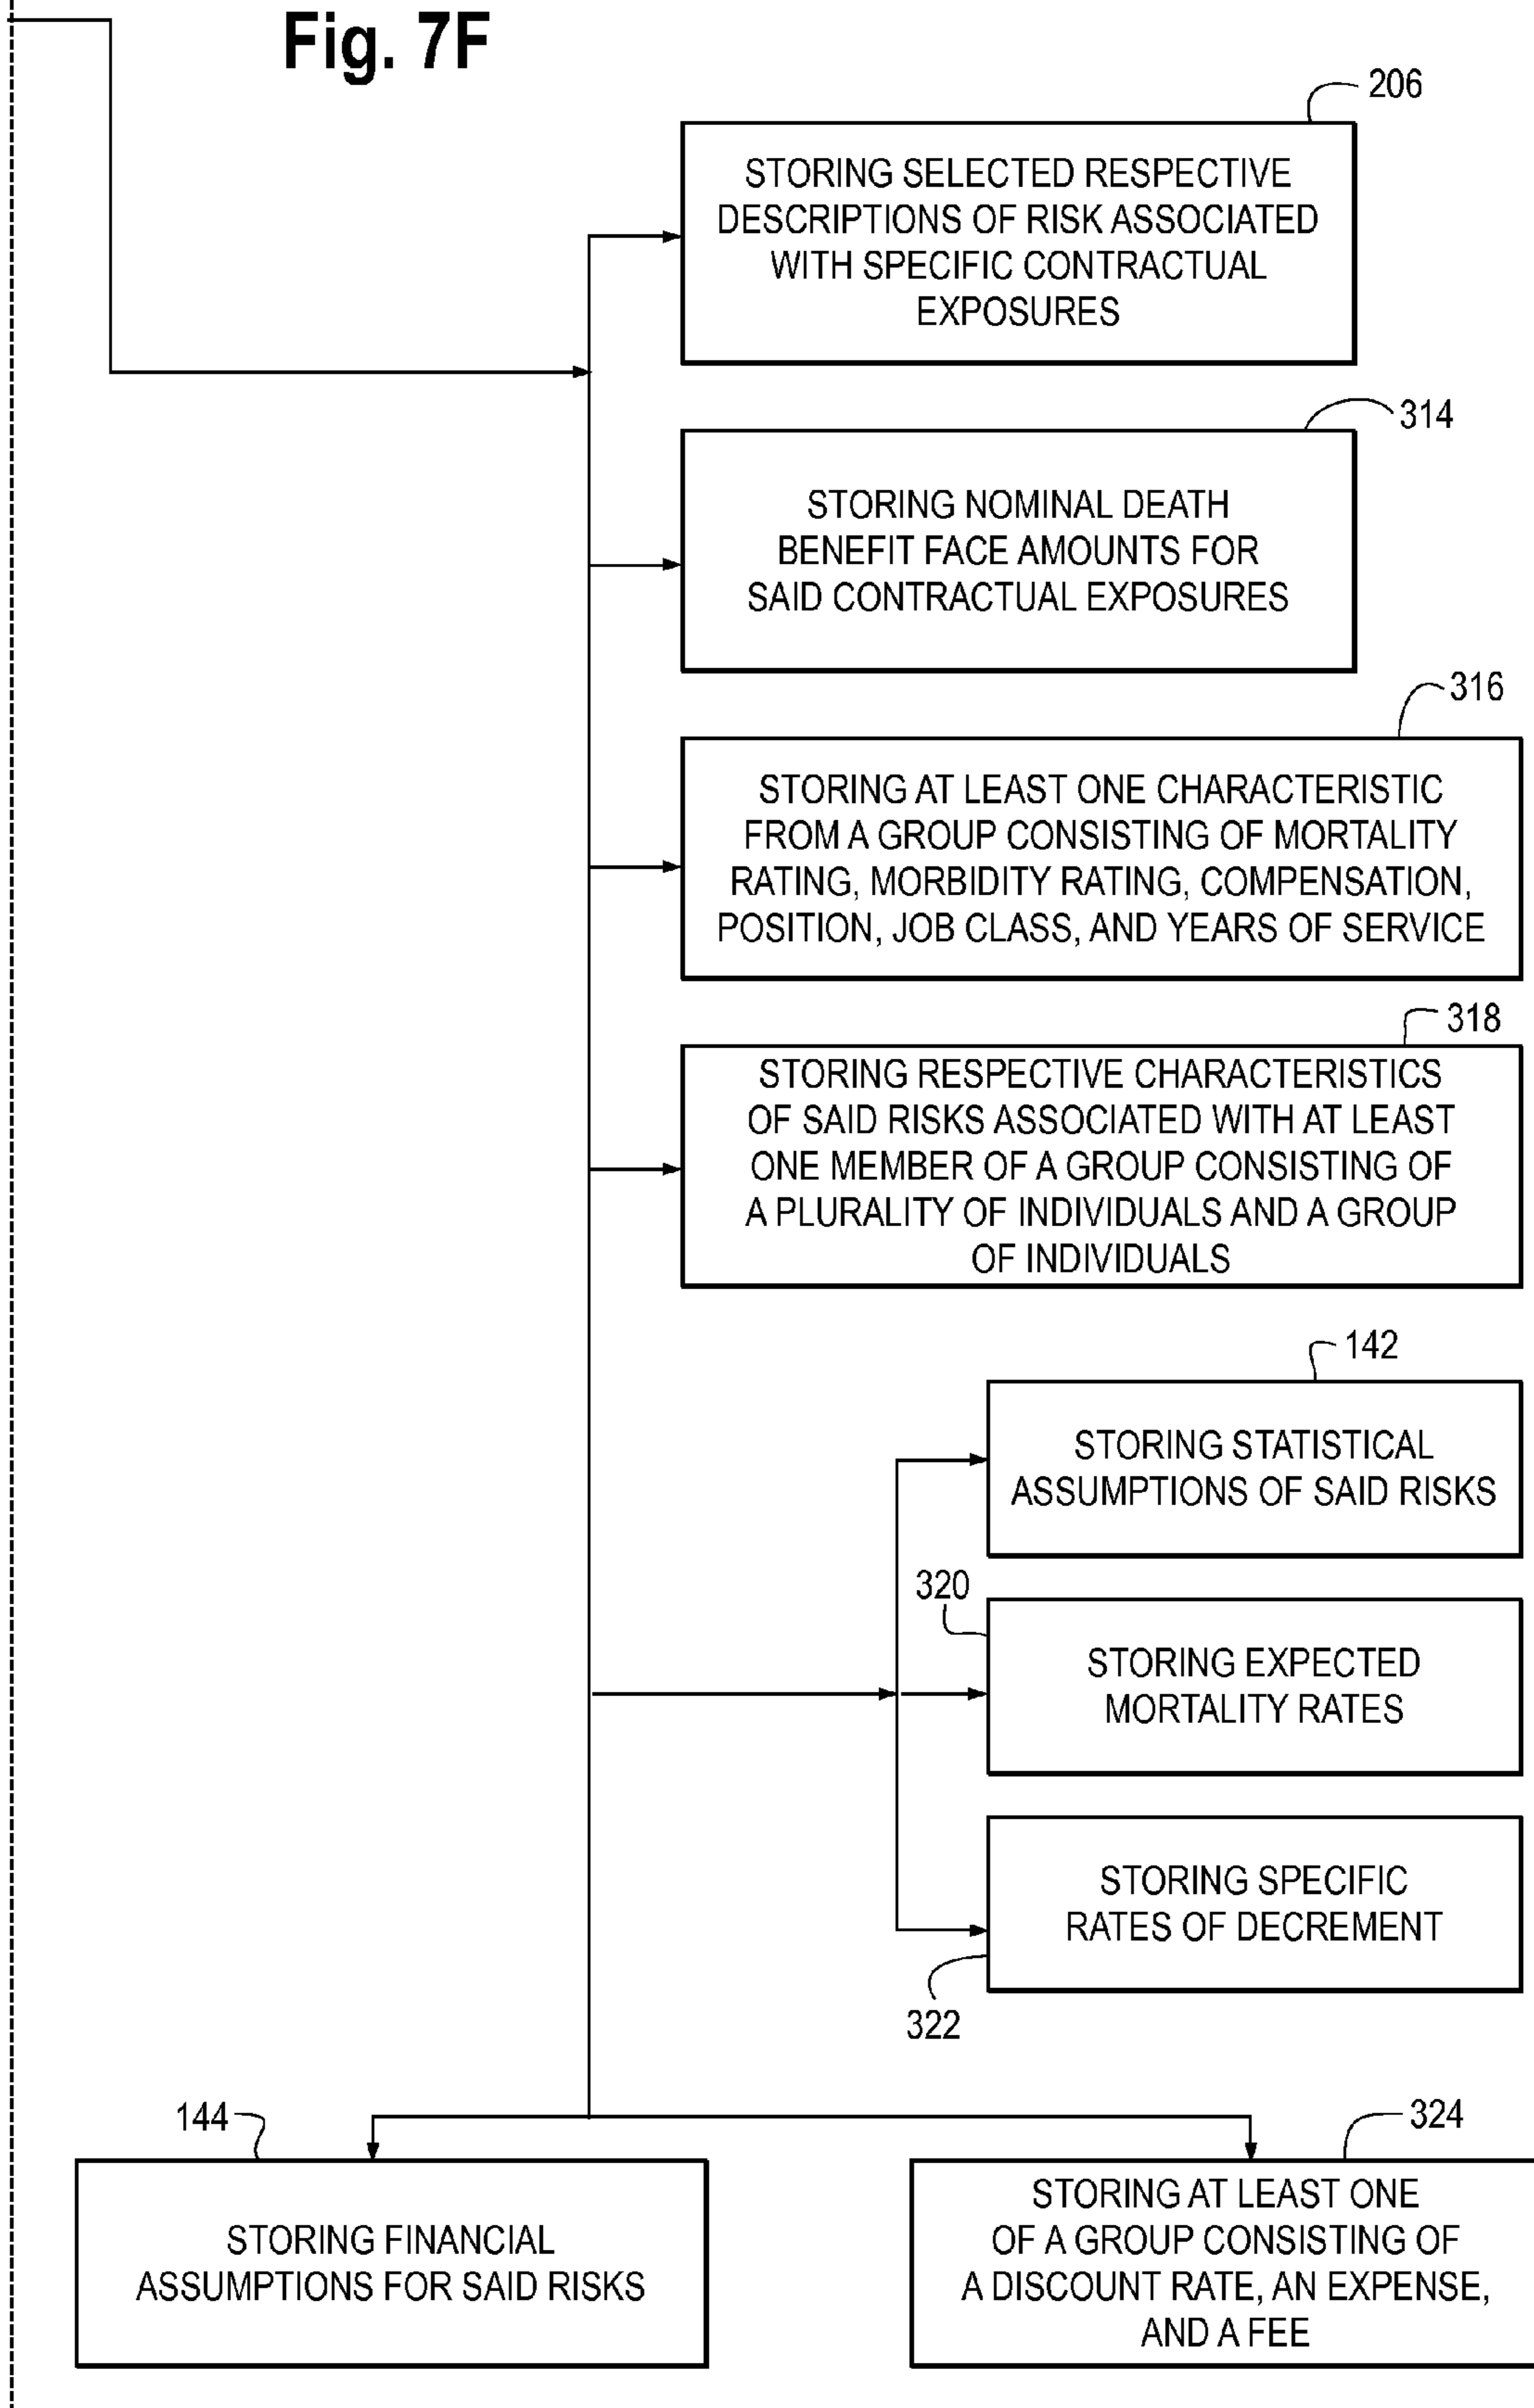 Fig. 7F
206
STORING SELECTED RESPECTIVE
DESCRIPTIONS OF RISK ASSOCIATED
WITH SPECIFIC CONTRACTUAL
EXPOSURES
314
STORING NOMINAL DEATH
BENEFIT FACE AMOUNTS FOR
SAID CONTRACTUAL EXPOSURES
316
STORING AT LEAST ONE CHARACTERISTIC
FROM A GROUP CONSISTING OF MORTALITY
RATING, MORBIDITY RATING, COMPENSATION,
POSITION, JOB CLASS, AND YEARS OF SERVICE
318
STORING RESPECTIVE CHARACTERISTICS
OF SAID RISKS ASSOCIATED WITH AT LEAST
ONE MEMBER OF A GROUP CONSISTING OF
A PLURALITY OF INDIVIDUALS AND A GROUP
OF INDIVIDUALS
142
STORING STATISTICAL
ASSUMPTIONS OF SAID RISKS
320
STORING EXPECTED
MORTALITY RATES
STORING SPECIFIC
RATES OF DECREMENT
322
144
STORING FINANCIAL
ASSUMPTIONS FOR SAID RISKS
324
STORING AT LEAST ONE
OF A GROUP CONSISTING OF
A DISCOUNT RATE, AN EXPENSE,
AND A FEE